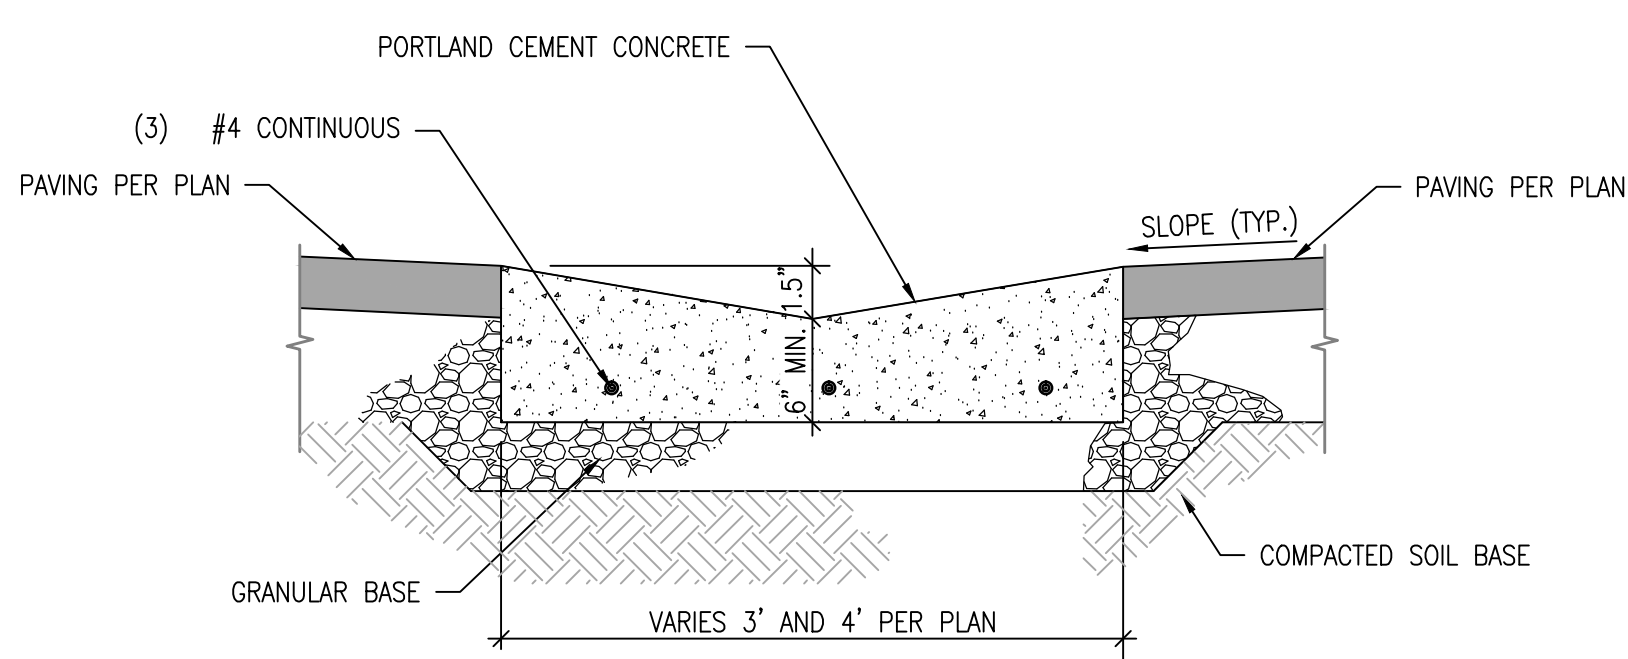 PORTLAND CEMENT CONCRETE
(3) #4 CONTINUOUS
PAVING PER PLAN
PAVING PER PLAN
SLOPE (TYP.)
1.5"
6" MIN.
COMPACTED SOIL BASE
GRANULAR BASE
VARIES 3' AND 4' PER PLAN